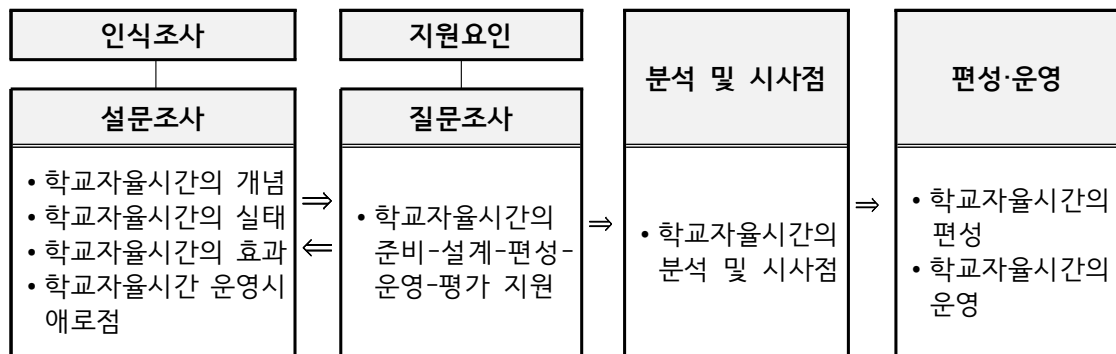 인식조사
설문조사
• 학교자율시간의 개념
• 학교자율시간의 실태
• 학교자율시간의 효과
• 학교자율시간 운영시
애로점
⇒
⇐
지원요인
질문조사
• 학교자율시간의
준비-설계-편성-
운영-평가 지원
⇒
분석 및 시사점
• 학교자율시간의
분석 및 시사점
⇒
편성·운영
• 학교자율시간의
편성
• 학교자율시간의
운영